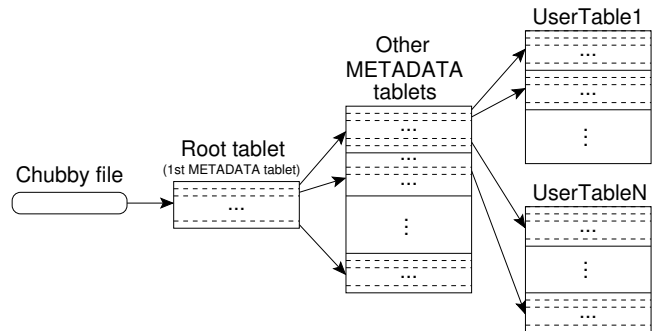 UserTable1
...
...
⋮
Other
METADATA
tablets
...
...
...
⋮
...
Root tablet
(1st METADATA tablet)
...
Chubby file
UserTableN
...
⋮
...